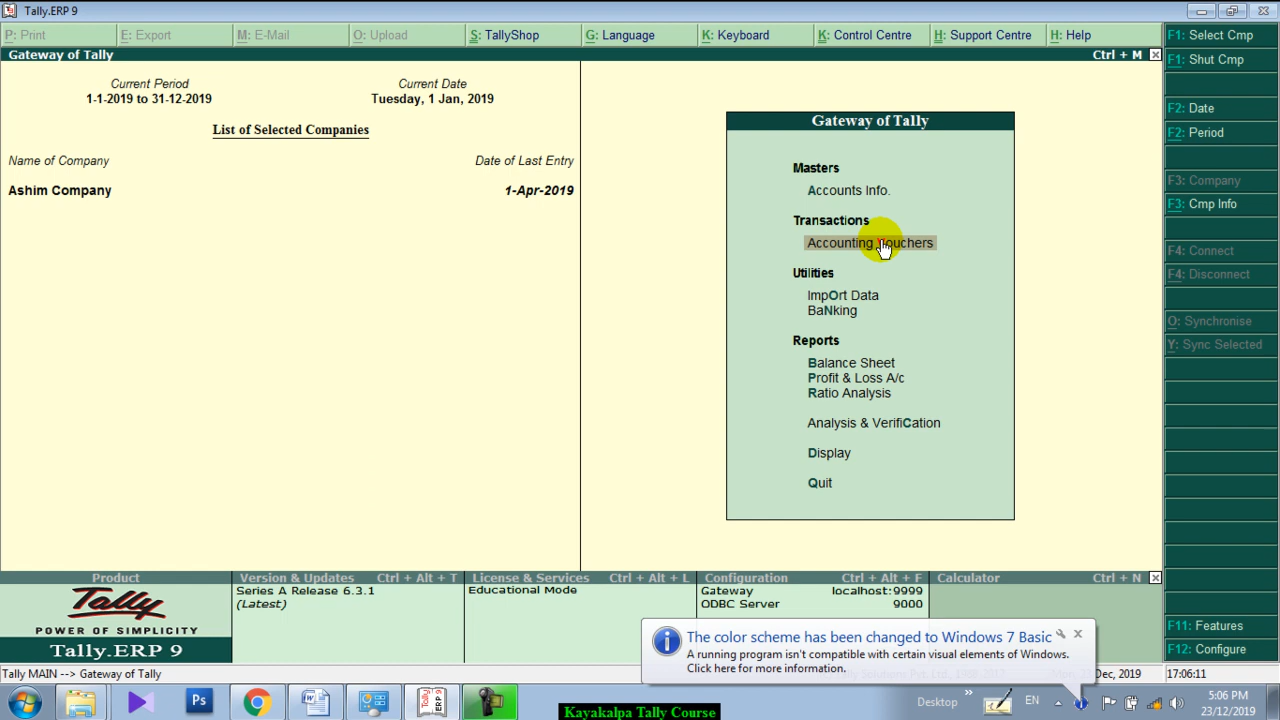 Tally.ERP 9
P: Print
E: Export
M: E-Mail
O: Upload
S: TallyShop
G: Language
K: Keyboard
K: Control Centre
H: Support Centre
H: Help
F1: Select Cmp
F1: Shut Cmp
F2: Date
F2: Period
F3: Company
F3: Cmp Info
F4: Connect
F4: Disconnect
O: Synchronise
Y: Sync Selected
F11: Features
F12: Configure
Gateway of Tally
Ctrl + M
Current Period
Current Date
1-1-2019 to 31-12-2019
Tuesday, 1 Jan, 2019
List of Selected Companies
Name of Company
Date of Last Entry
Ashim Company
1-Apr-2019
Gateway of Tally
Masters
Accounts Info.
Transactions
Accounting Vouchers
Utilities
ImpOrt Data
BaNking
Reports
Balance Sheet
Profit & Loss A/c
Ratio Analysis
Analysis & VerifiCation
Display
Quit
Product
Tally
POWER OF SIMPLICITY
Tally.ERP 9
Version & Updates Ctrl + Alt + T
Series A Release 6.3.1
(Latest)
License & Services Ctrl + Alt + L
Educational Mode
Configuration Ctrl + Alt + F
Gateway localhost:9999
ODBC Server 9000
Calculator Ctrl + N
The color scheme has been changed to Windows 7 Basic
A running program isn't compatible with certain visual elements of Windows.
Click here for more information.
Tally MAIN --> Gateway of Tally
Dec, 2019
17:06:11
Ps
Desktop
EN
5:06 PM
23/12/2019
Kayakalpa Tally Course